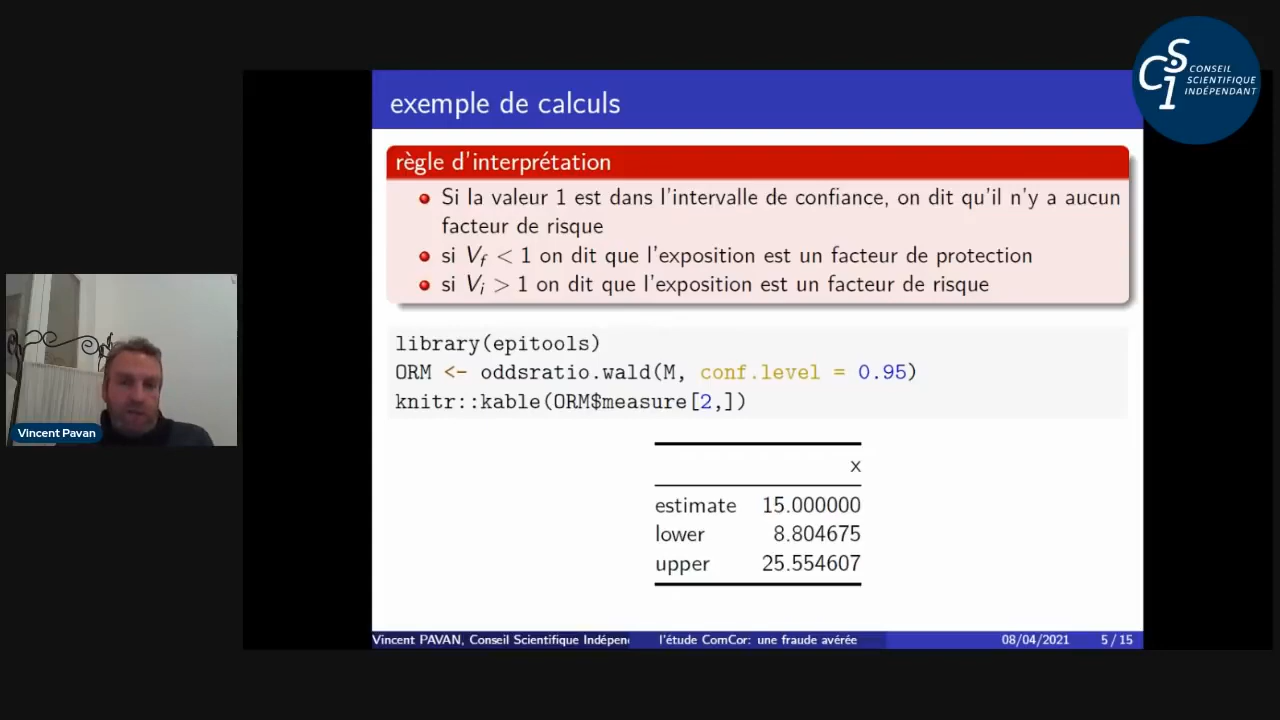 CSI
CONSEIL
SCIENTIFIQUE
INDÉPENDANT
exemple de calculs
règle d'interprétation
Si la valeur 1 est dans l'intervalle de confiance, on dit qu'il n'y a aucun
facteur de risque
si Vf < 1 on dit que l'exposition est un facteur de protection
si Vi > 1 on dit que l'exposition est un facteur de risque
library(epitools)
ORM <- oddsratio.wald(M, conf.level = 0.95)
knitr::kable(ORM$measure[2,])
x
estimate 15.000000
lower 8.804675
upper 25.554607
Vincent Pavan
Vincent PAVAN, Conseil Scientifique Indépen l'étude ComCor: une fraude avérée 08/04/2021 5 / 15